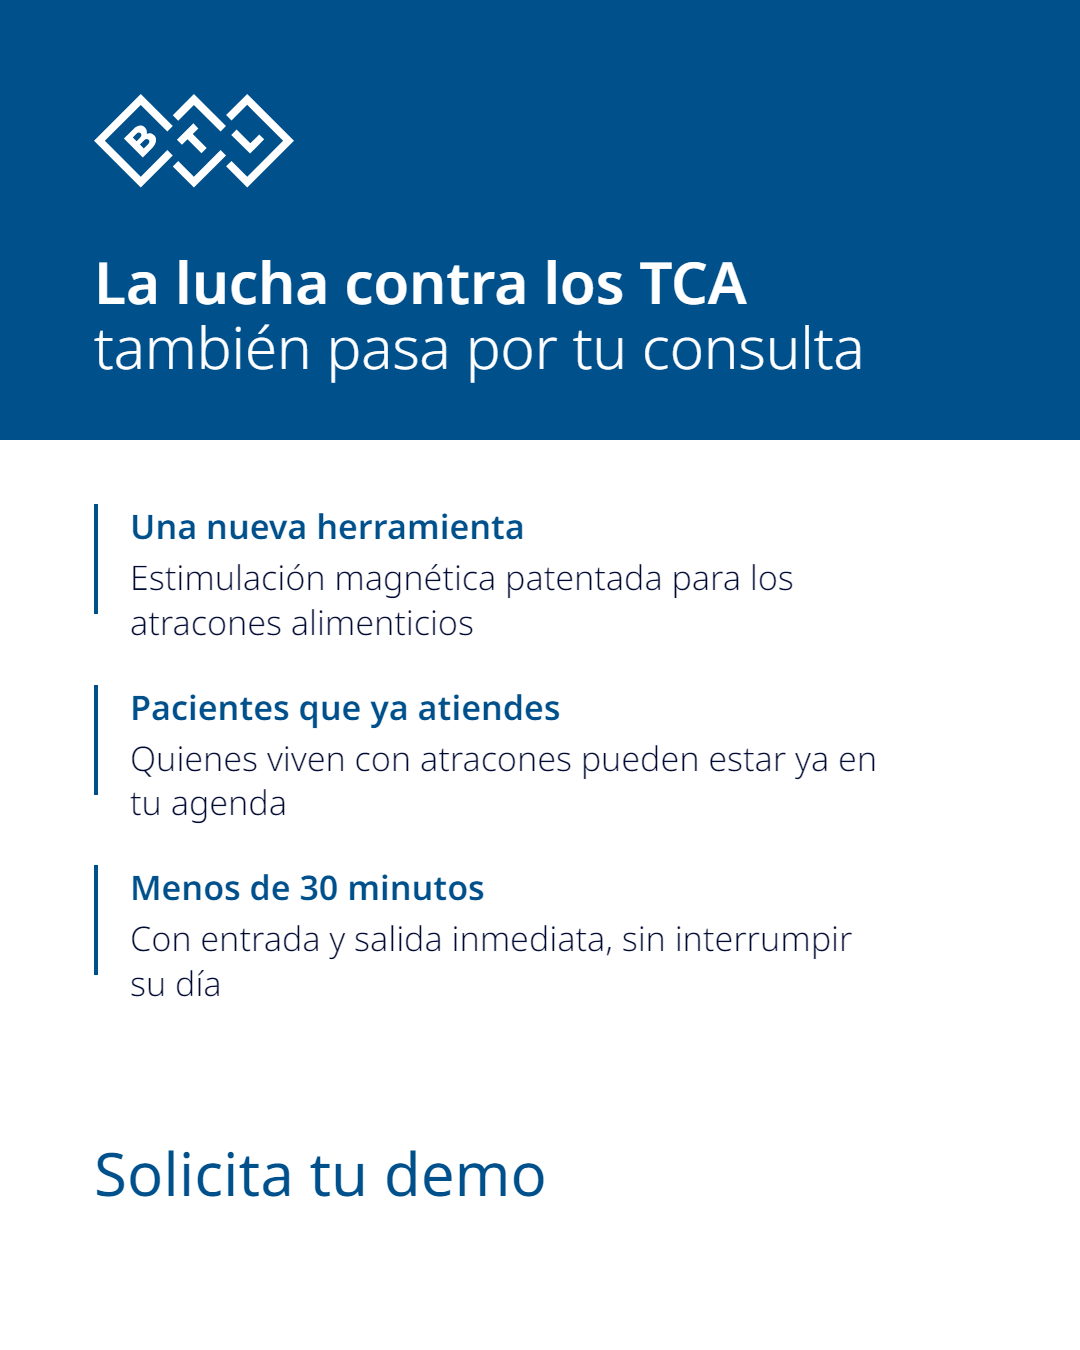 BTL
La lucha contra los TCA
también pasa por tu consulta
Una nueva herramienta
Estimulación magnética patentada para los
atracones alimenticios
Pacientes que ya atiendes
Quienes viven con atracones pueden estar ya en
tu agenda
Menos de 30 minutos
Con entrada y salida inmediata, sin interrumpir
su día
Solicita tu demo